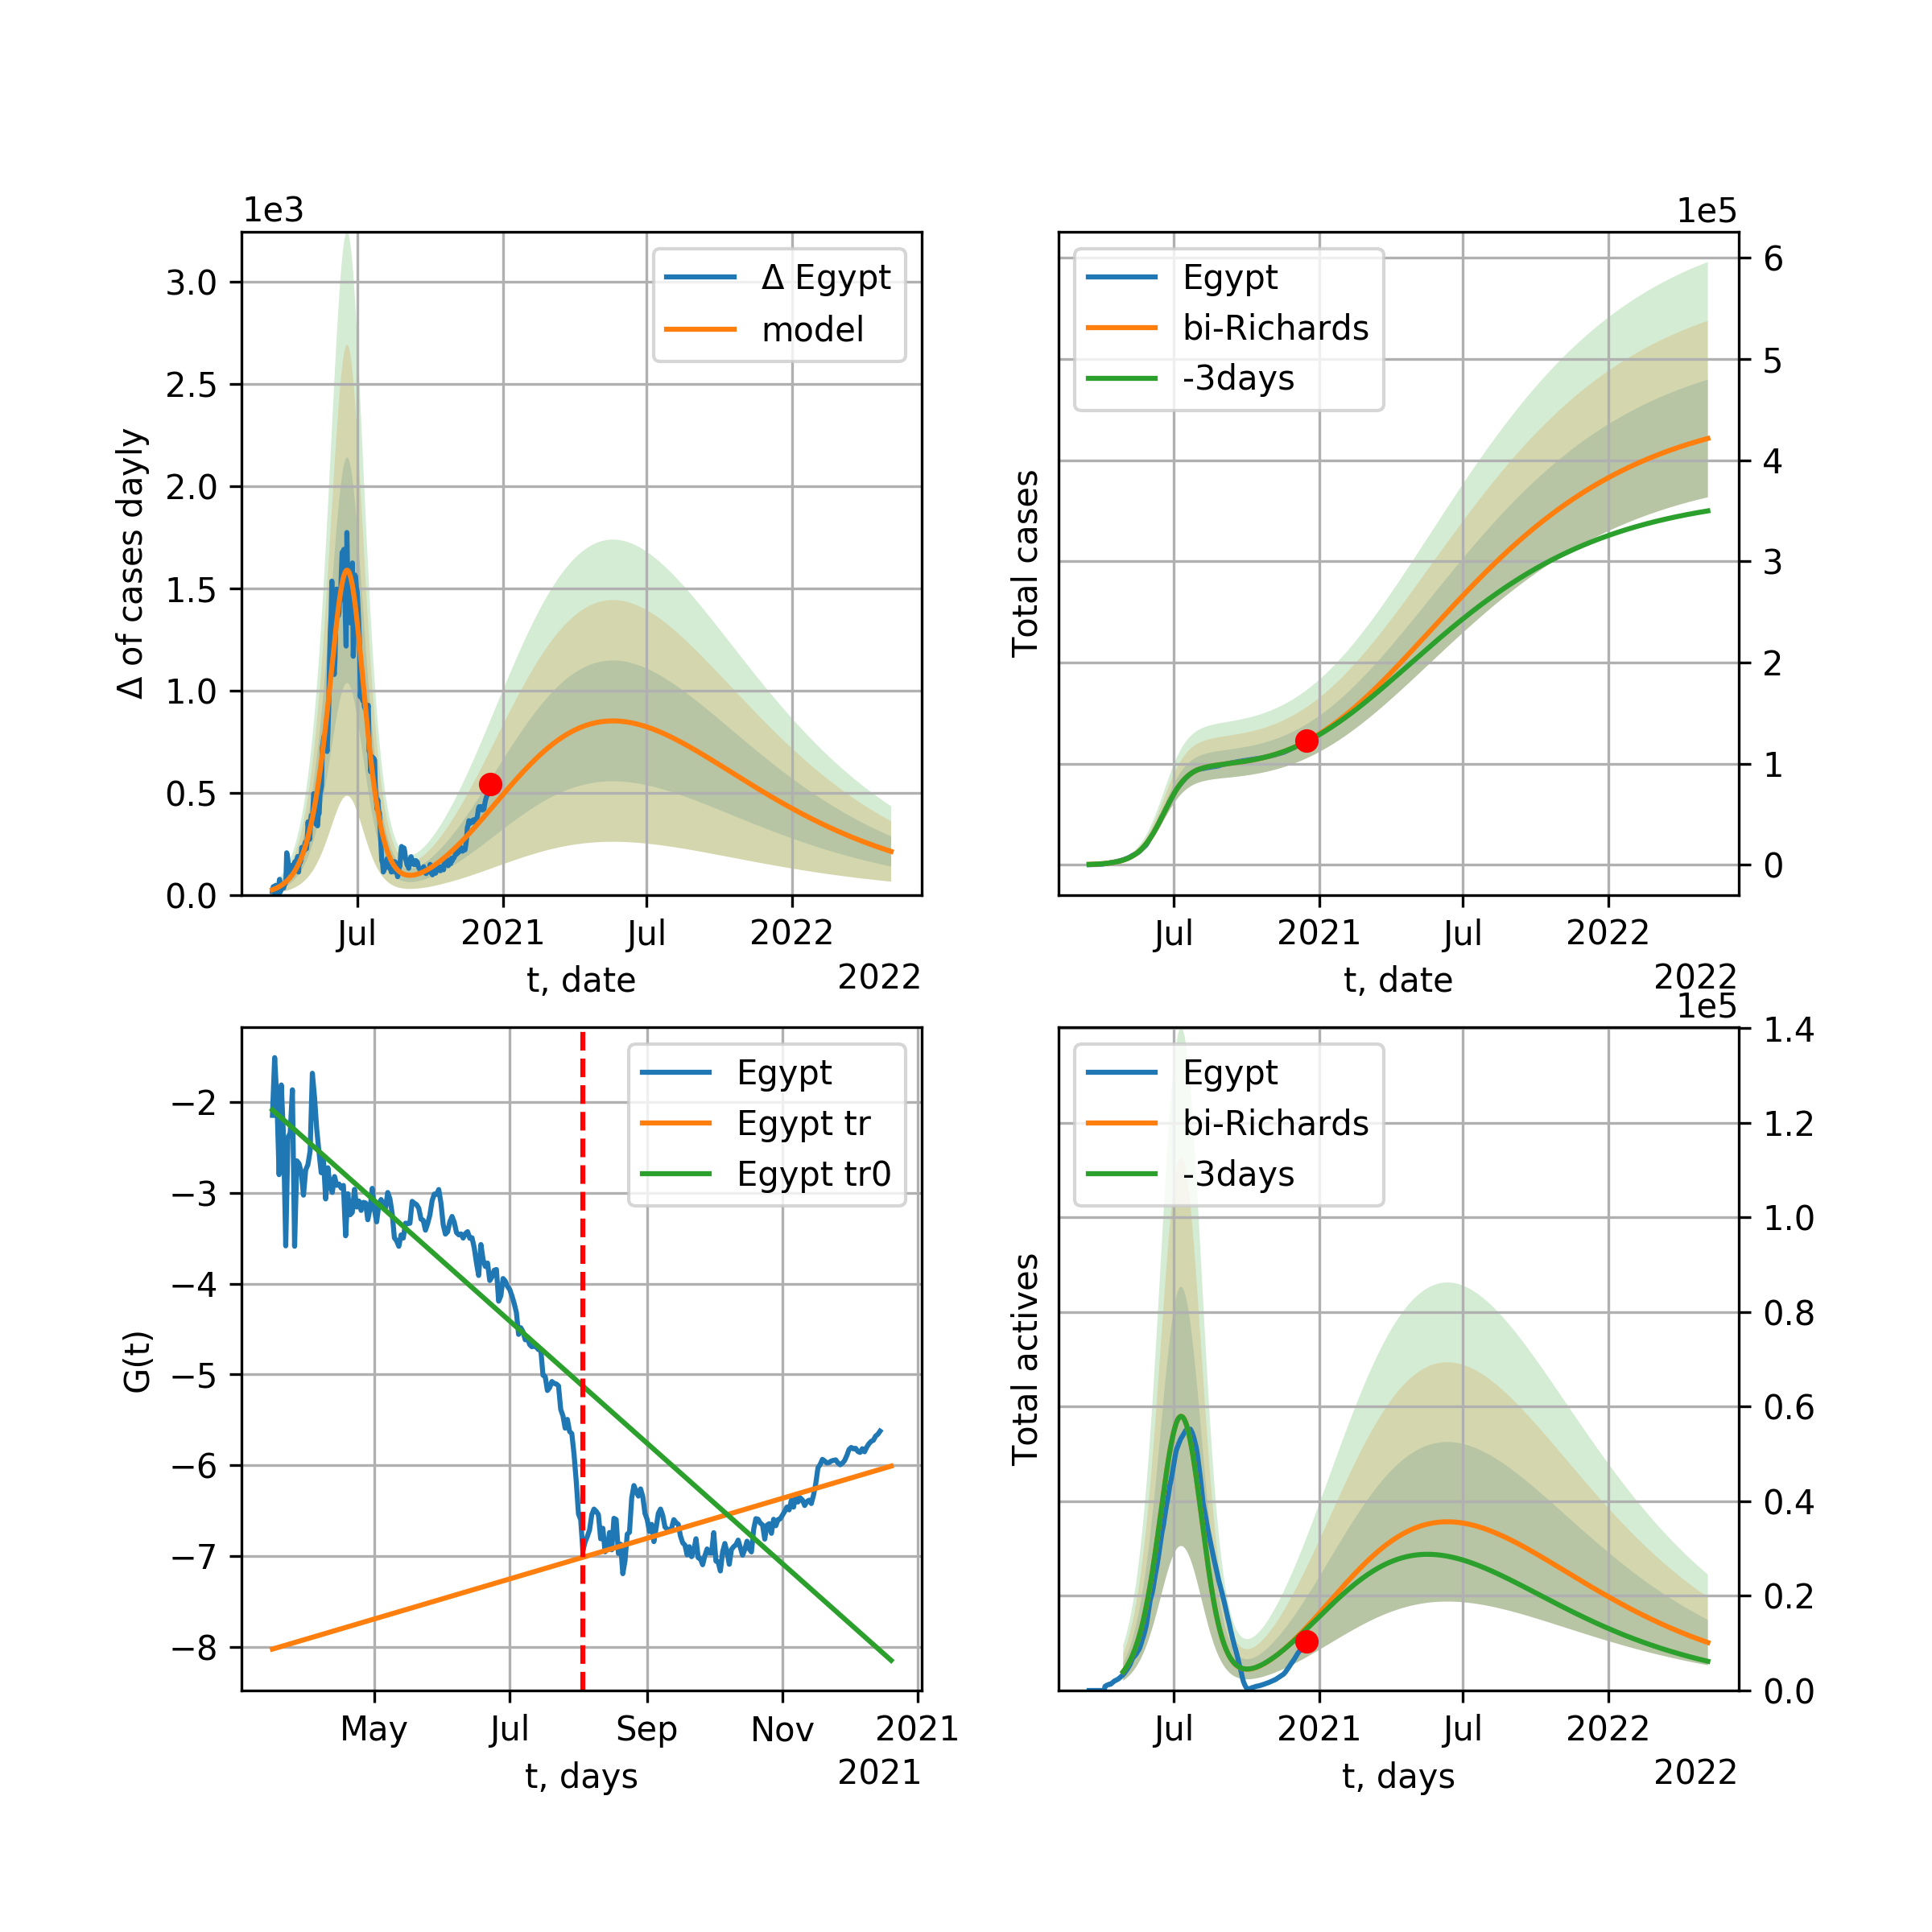 1e3
3.0
2.5
2.0
1.5
1.0
0.5
0.0
Δ of cases dayly
Δ Egypt
model
Jul
2021
Jul
2022
t, date
2022
1e5
6
5
4
3
2
1
0
Total cases
Egypt
bi-Richards
-3days
Jul
2021
Jul
2022
t, date
2022
−2
−3
−4
−5
−6
−7
−8
G(t)
Egypt
Egypt tr
Egypt tr0
May
Jul
Sep
Nov
2021
t, days
2021
1e5
1.4
1.2
1.0
0.8
0.6
0.4
0.2
0.0
Total actives
Egypt
bi-Richards
-3days
Jul
2021
Jul
2022
t, days
2022